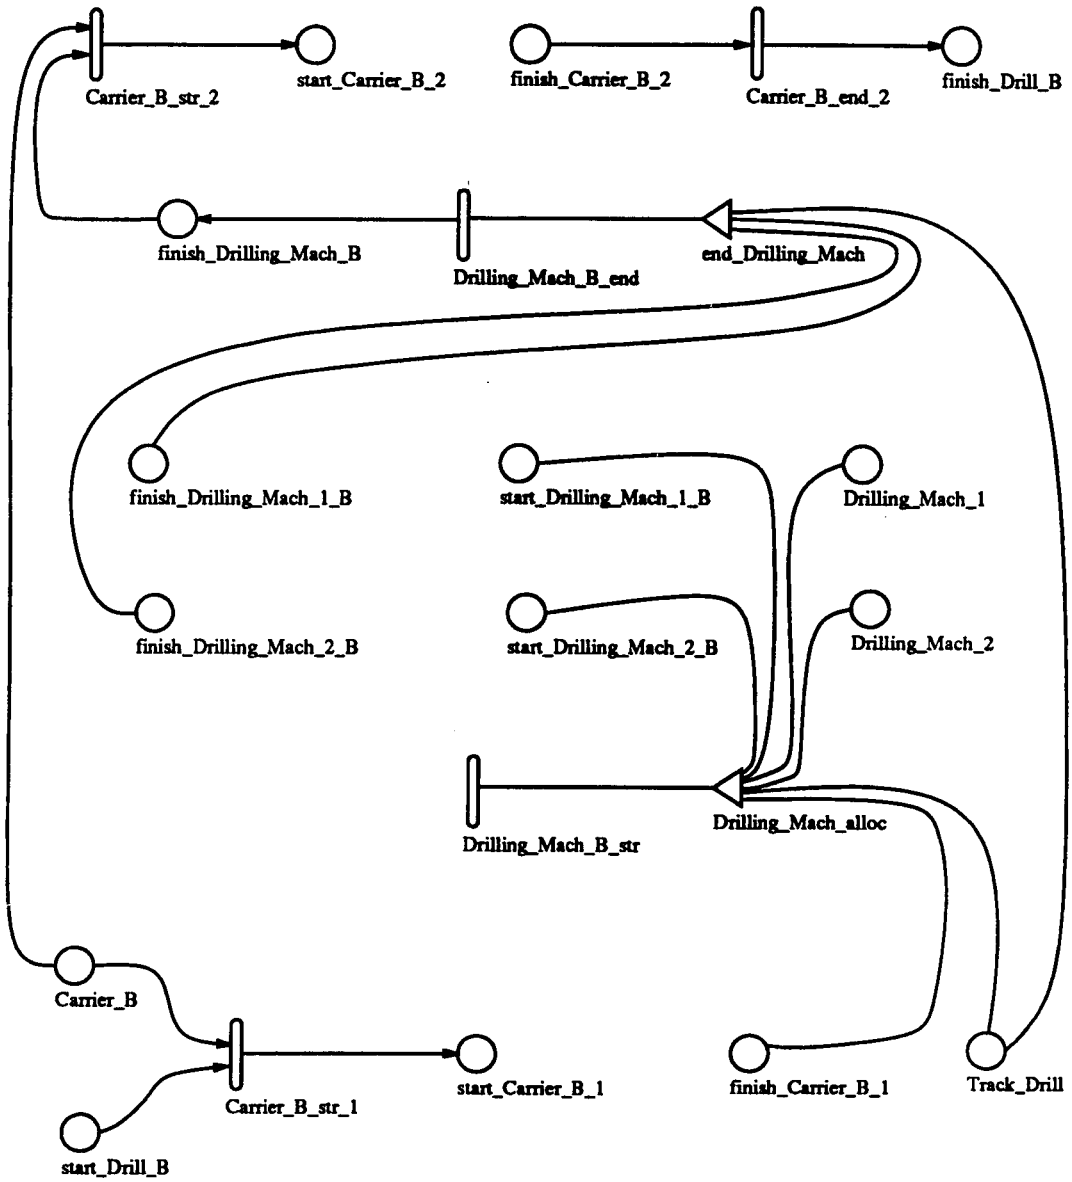 start_Carrier_B_2
finish_Carrier_B_2
finish_Drill_B
Carrier_B_str_2
Carrier_B_end_2
finish_Drilling_Mach_B
end_Drilling_Mach
Drilling_Mach_B_end
finish_Drilling_Mach_1_B
start_Drilling_Mach_1_B
Drilling_Mach_1
finish_Drilling_Mach_2_B
start_Drilling_Mach_2_B
Drilling_Mach_2
Drilling_Mach_alloc
Drilling_Mach_B_str
Carrier_B
start_Carrier_B_1
finish_Carrier_B_1
Track_Drill
Carrier_B_str_1
start_Drill_B